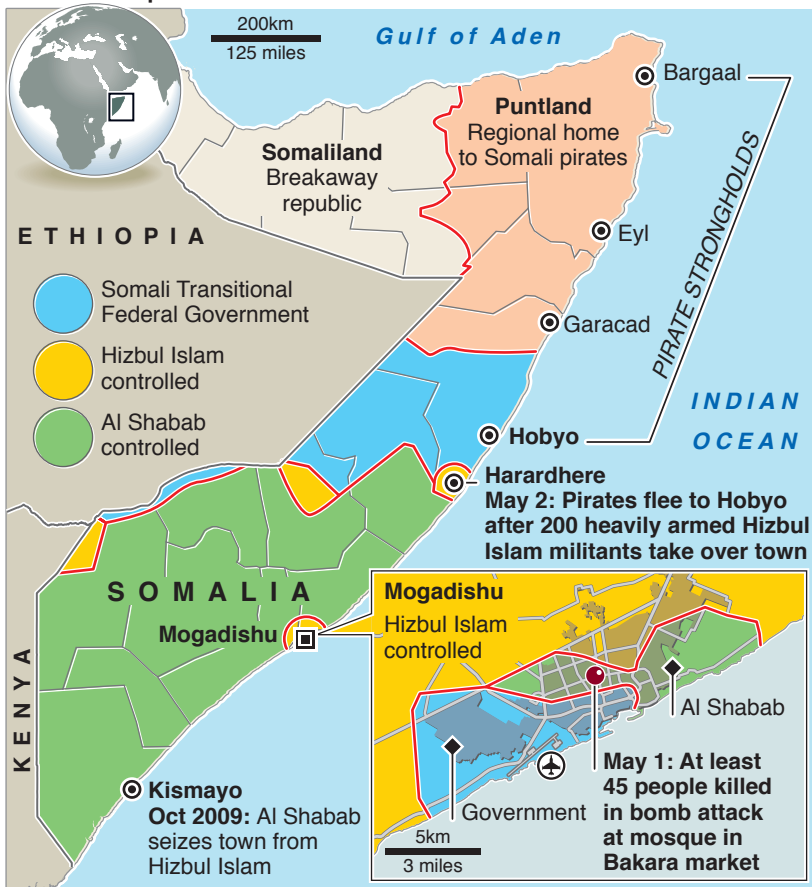 200km
125 miles
Gulf of Aden
Bargaal
Puntland
Regional home
to Somali pirates
Somaliland
Breakaway
republic
ETHIOPIA
Eyl
PIRATE STRONGHOLDS
Somali Transitional
Federal Government
Garacad
Hizbul Islam
controlled
INDIAN
OCEAN
Al Shabab
controlled
Hobyo
Harardhere
May 2: Pirates flee to Hobyo
after 200 heavily armed Hizbul
Islam militants take over town
SOMALIA
Mogadishu
KENYA
Kismayo
Oct 2009: Al Shabab
seizes town from
Hizbul Islam
Mogadishu
Hizbul Islam
controlled
Al Shabab
Government
May 1: At least
45 people killed
in bomb attack
at mosque in
Bakara market
5km
3 miles